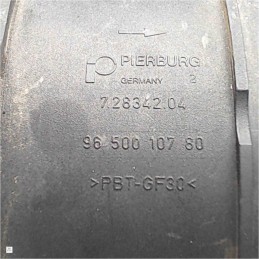 PIERBURG
GERMANY 2
7.28342.04
96 500 107 80
>PBT-GF30<